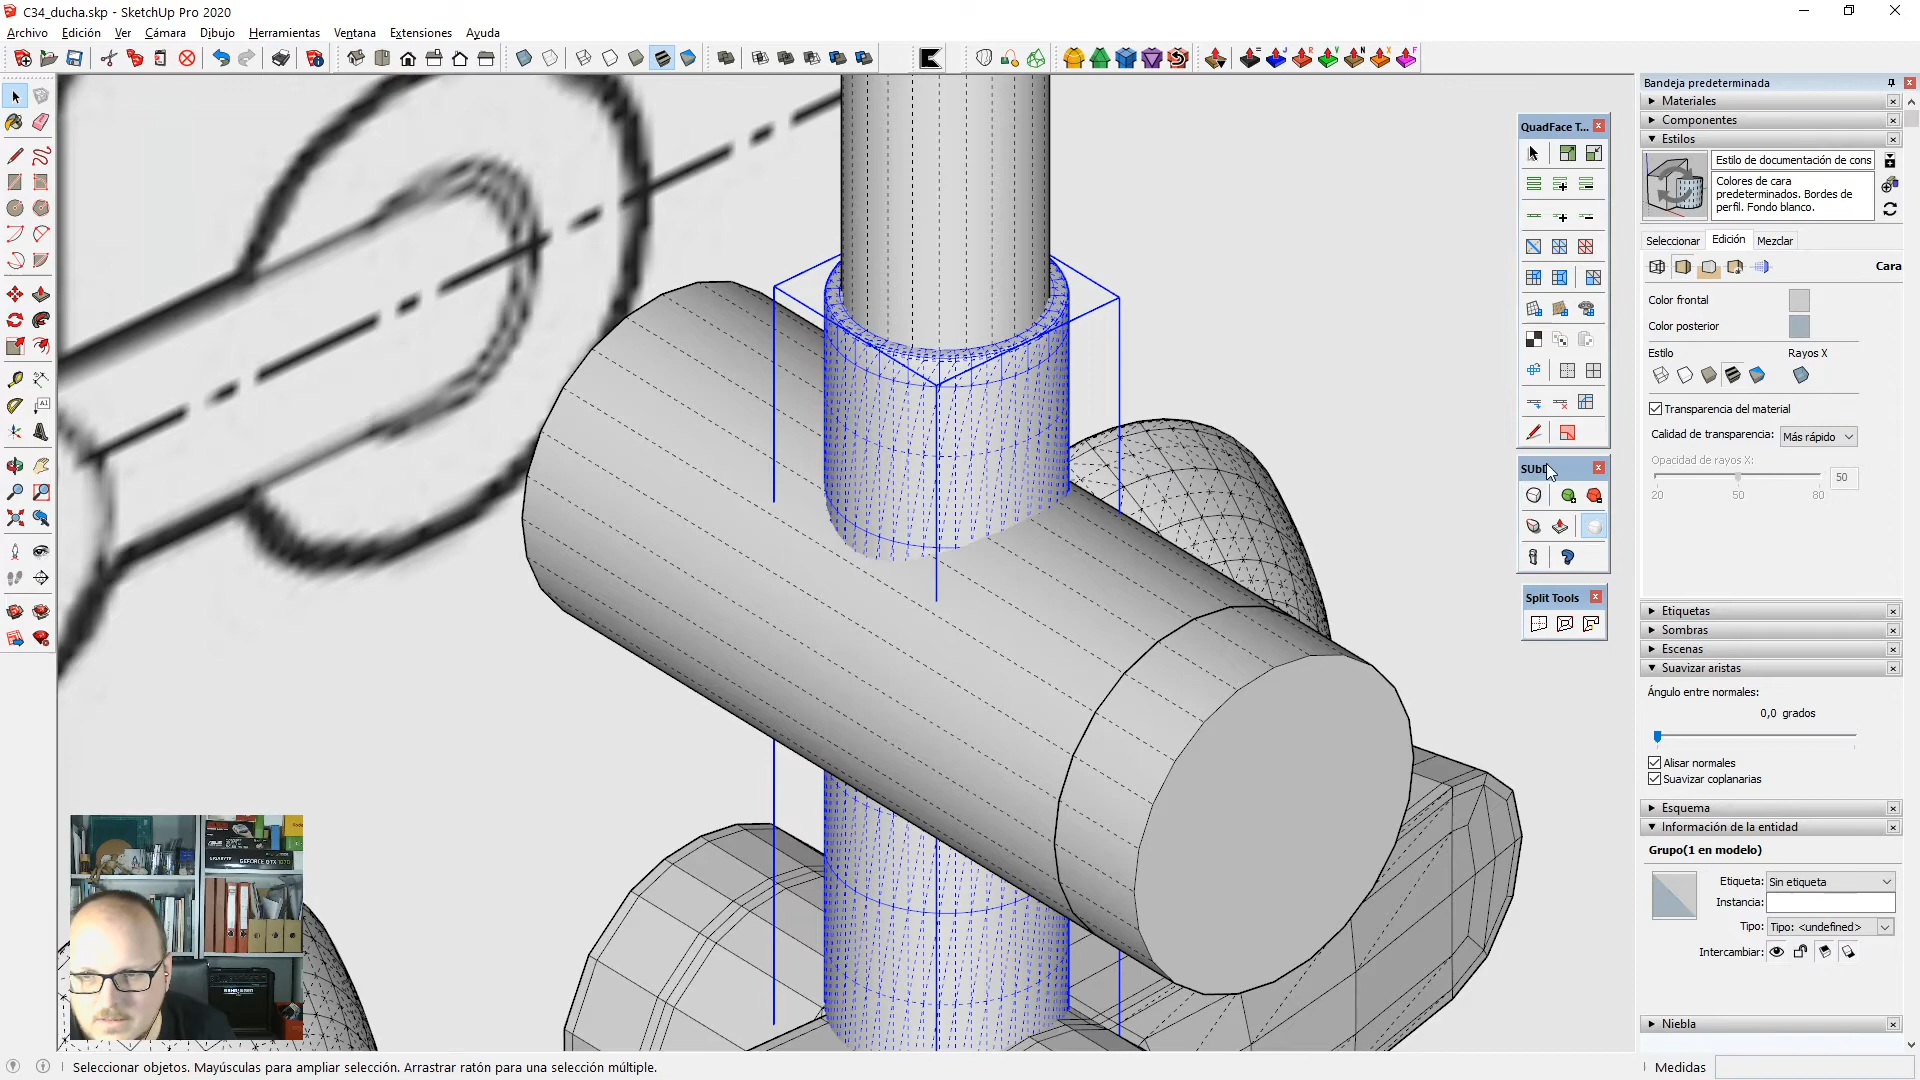 C34_ducha.skp - SketchUp Pro 2020
Archivo Edición Ver Cámara Dibujo Herramientas Ventana Extensiones Ayuda
Bandeja predeterminada
Materiales
Componentes
Estilos
Estilo de documentación de cons
Colores de cara
predeterminados. Bordes de
perfil. Fondo blanco.
Seleccionar Edición Mezclar
Cara
Color frontal
Color posterior
Estilo Rayos X
Transparencia del material
Calidad de transparencia: Más rápido
Opacidad de rayos X:
50
20 50 80
Etiquetas
Sombras
Escenas
Suavizar aristas
Ángulo entre normales:
0,0 grados
Alisar normales
Suavizar coplanarias
Esquema
Información de la entidad
Grupo(1 en modelo)
Etiqueta: Sin etiqueta
Instancia:
Tipo: Tipo: <undefined>
Intercambiar:
Niebla
QuadFace T...
Split Tools
GIGABYTE GEFORCE GTX 1070
Seleccionar objetos. Mayúsculas para ampliar selección. Arrastrar ratón para una selección múltiple.
Medidas